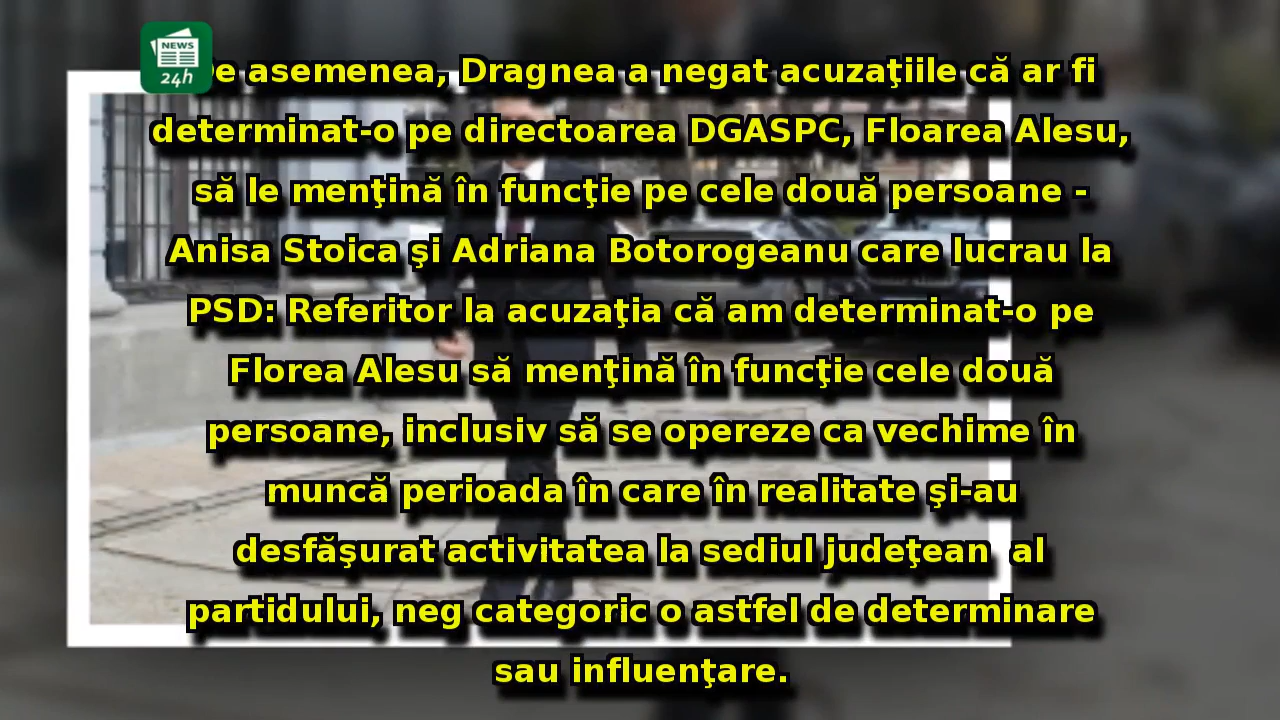 NEWS
24h
De asemenea, Dragnea a negat acuzaţiile că ar fi
determinat-o pe directoarea DGASPC, Floarea Alesu,
să le menţină în funcţie pe cele două persoane -
Anisa Stoica şi Adriana Botorogeanu care lucrau la
PSD: Referitor la acuzaţia că am determinat-o pe
Florea Alesu să menţină în funcţie cele două
persoane, inclusiv să se opereze ca vechime în
muncă perioada în care în realitate şi-au
desfăşurat activitatea la sediul judeţean  al
partidului, neg categoric o astfel de determinare
sau influenţare.